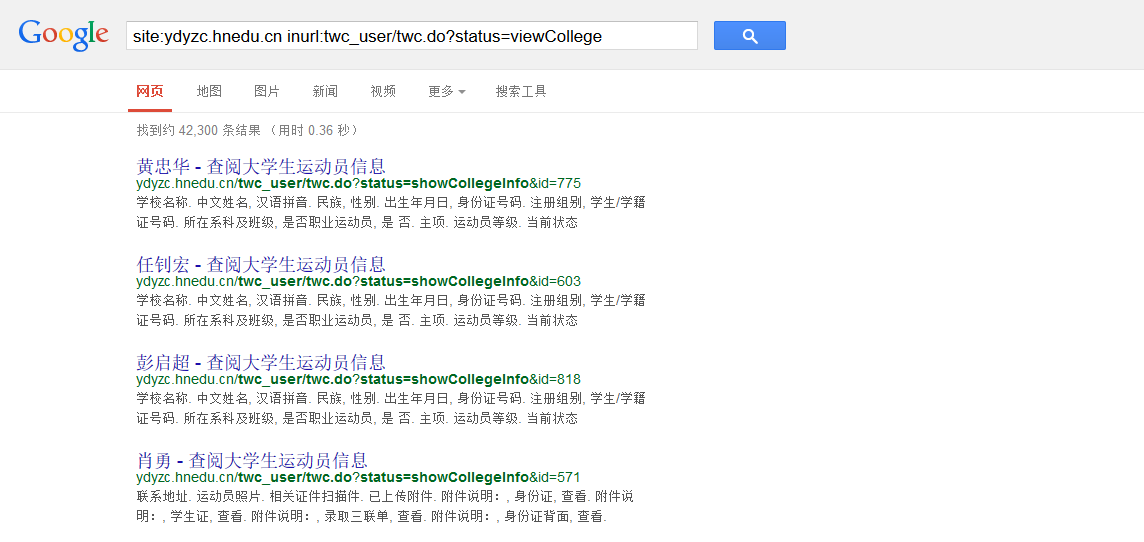 Google
site:ydyzc.hnedu.cn inurl:twc_user/twc.do?status=viewCollege
网页 地图 图片 新闻 视频 更多 搜索工具
找到约 42,300 条结果 （用时 0.36 秒）
黄忠华 - 查阅大学生运动员信息
ydyzc.hnedu.cn/twc_user/twc.do?status=showCollegeInfo&id=775
学校名称. 中文姓名, 汉语拼音. 民族, 性别. 出生年月日, 身份证号码. 注册组别, 学生/学籍
证号码. 所在系科及班级, 是否职业运动员, 是 否. 主项. 运动员等级. 当前状态
任钊宏 - 查阅大学生运动员信息
ydyzc.hnedu.cn/twc_user/twc.do?status=showCollegeInfo&id=603
学校名称. 中文姓名, 汉语拼音. 民族, 性别. 出生年月日, 身份证号码. 注册组别, 学生/学籍
证号码. 所在系科及班级, 是否职业运动员, 是 否. 主项. 运动员等级. 当前状态
彭启超 - 查阅大学生运动员信息
ydyzc.hnedu.cn/twc_user/twc.do?status=showCollegeInfo&id=818
学校名称. 中文姓名, 汉语拼音. 民族, 性别. 出生年月日, 身份证号码. 注册组别, 学生/学籍
证号码. 所在系科及班级, 是否职业运动员, 是 否. 主项. 运动员等级. 当前状态
肖勇 - 查阅大学生运动员信息
ydyzc.hnedu.cn/twc_user/twc.do?status=showCollegeInfo&id=571
联系地址. 运动员照片. 相关证件扫描件. 已上传附件. 附件说明：, 身份证, 查看. 附件说
明：, 学生证, 查看. 附件说明：, 录取三联单, 查看. 附件说明：, 身份证背面, 查看.